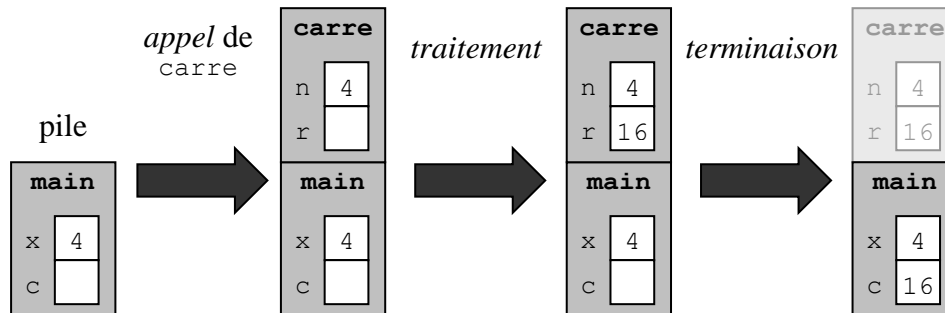 pile
main
x 4
c
appel de
carre
carre
n 4
r
main
x 4
c
traitement
carre
n 4
r 16
main
x 4
c
terminaison
carre
n 4
r 16
main
x 4
c 16